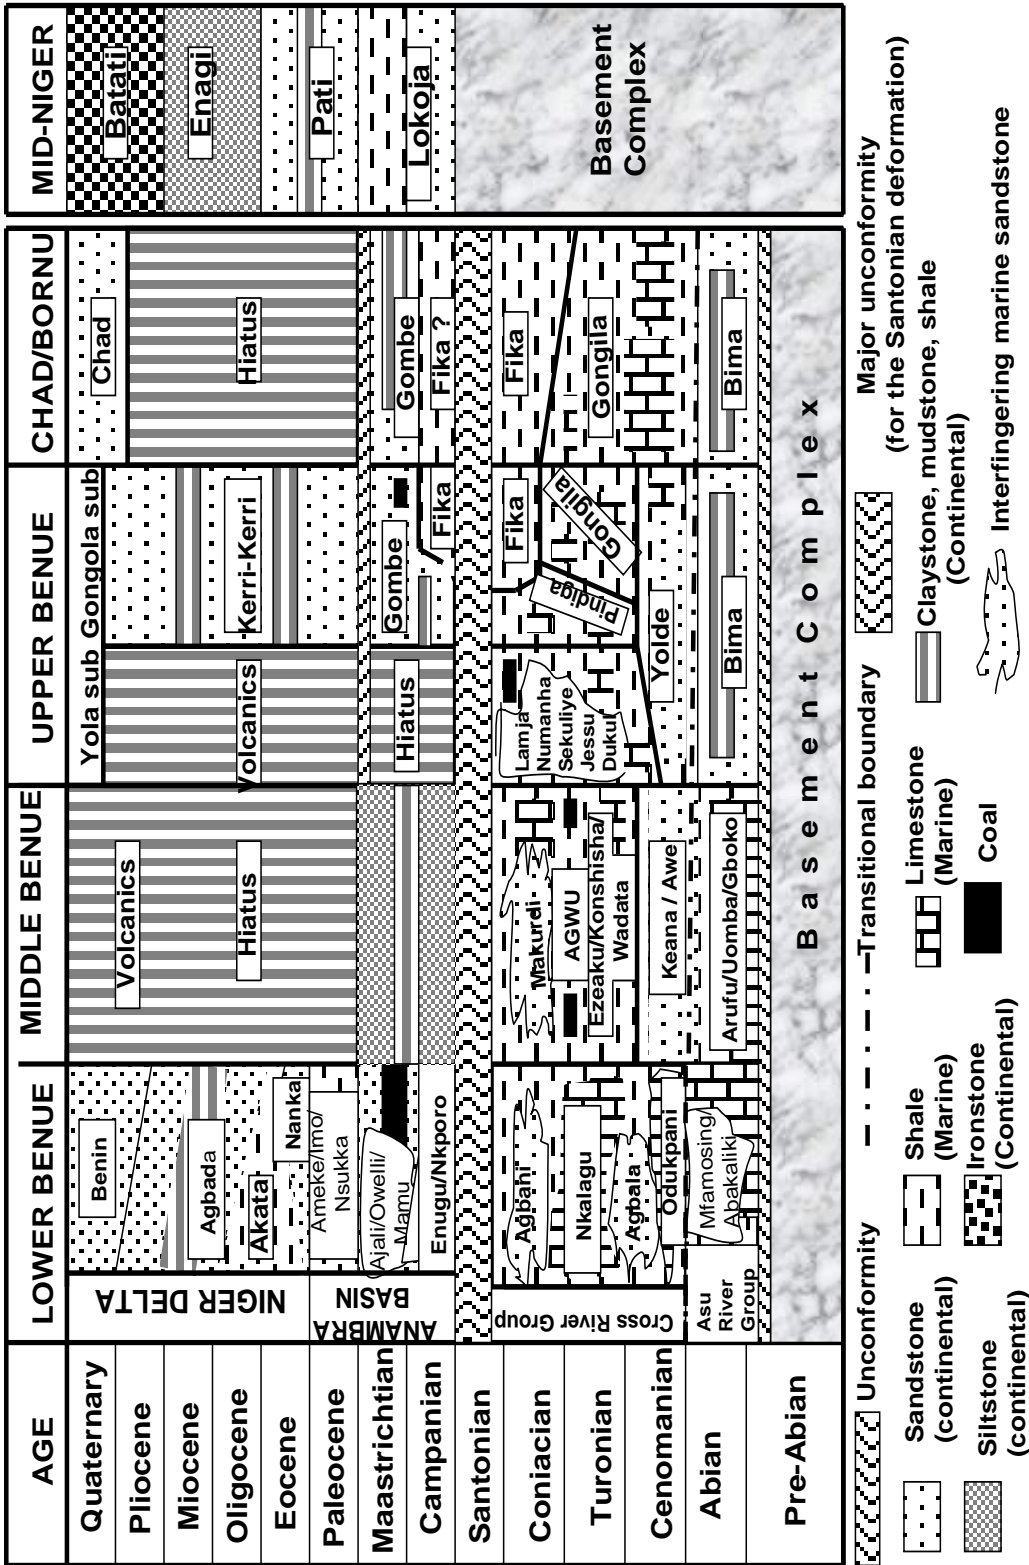 AGE
Quaternary
Pliocene
Miocene
Oligocene
Eocene
Paleocene
Maastrichtian
Campanian
Santonian
Coniacian
Turonian
Cenomanian
Abian
Pre-Abian
LOWER BENUE
NIGER DELTA
ANAMBRA
BASIN
Cross River Group
Asu
River
Group
Benin
Agbada
Akata
Nanka
Ameke/Imo/
Nsukka
Ajali/Owelli/
Mamu
Enugu/Nkporo
Agbani
Nkalagu
Agbala
Odukpani
Mfamosing/
Abakaliki
MIDDLE BENUE
Volcanics
Hiatus
Makurdi
AGWU
Ezeaku/Konshisha/
Wadata
Keana / Awe
Arufu/Uomba/Gboko
UPPER BENUE
Yola sub
Gongola sub
Volcanics
Hiatus
Lamja
Numanha
Sekuliye
Jessu
Dukul
Kerri-Kerri
Gombe
Fika
Fika
Pindiga
Gongila
Yolde
Bima
CHAD/BORNU
Chad
Hiatus
Gombe
Fika ?
Fika
Gongila
Bima
Basement Complex
MID-NIGER
Batati
Enagi
Pati
Lokoja
Basement
Complex
Unconformity
Transitional boundary
Major unconformity
(for the Santonian deformation)
Sandstone
(continental)
Shale
(Marine)
Limestone
(Marine)
Claystone, mudstone, shale
(Continental)
Siltstone
(continental)
Ironstone
(Continental)
Coal
Interfingering marine sandstone